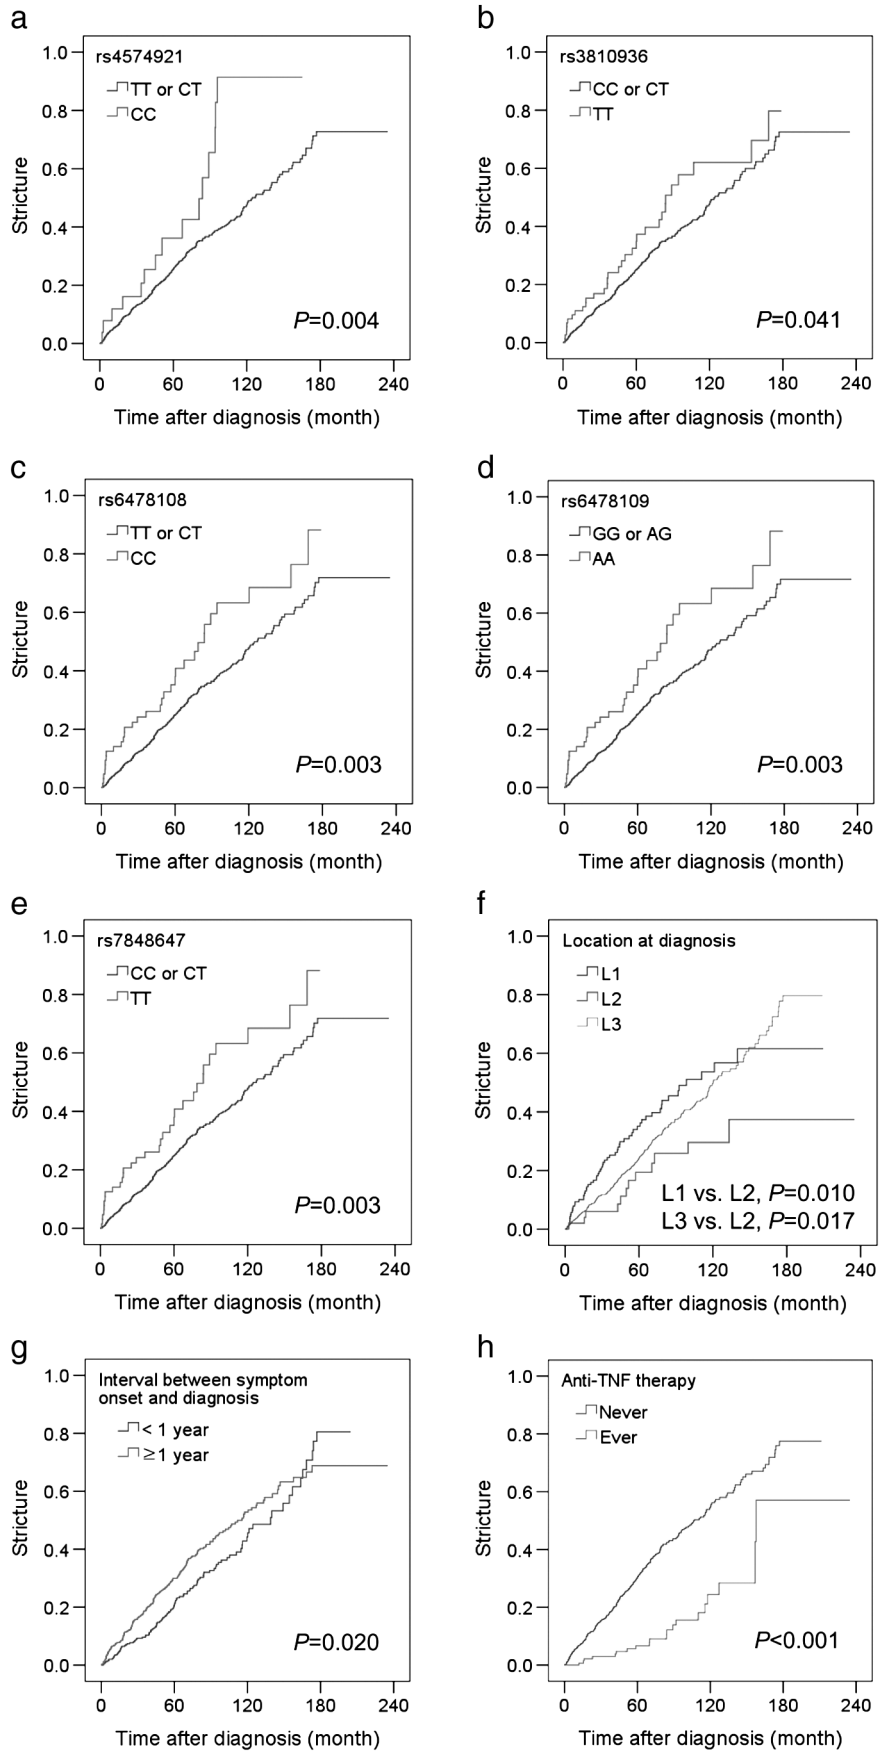 a
rs4574921
TT or CT
CC
1.0
0.8
0.6
0.4
0.2
0.0
Stricture
P=0.004
0 60 120 180 240
Time after diagnosis (month)
b
rs3810936
CC or CT
TT
1.0
0.8
0.6
0.4
0.2
0.0
Stricture
P=0.041
0 60 120 180 240
Time after diagnosis (month)
c
rs6478108
TT or CT
CC
1.0
0.8
0.6
0.4
0.2
0.0
Stricture
P=0.003
0 60 120 180 240
Time after diagnosis (month)
d
rs6478109
GG or AG
AA
1.0
0.8
0.6
0.4
0.2
0.0
Stricture
P=0.003
0 60 120 180 240
Time after diagnosis (month)
e
rs7848647
CC or CT
TT
1.0
0.8
0.6
0.4
0.2
0.0
Stricture
P=0.003
0 60 120 180 240
Time after diagnosis (month)
f
Location at diagnosis
L1
L2
L3
1.0
0.8
0.6
0.4
0.2
0.0
Stricture
L1 vs. L2, P=0.010
L3 vs. L2, P=0.017
0 60 120 180 240
Time after diagnosis (month)
g
Interval between symptom
onset and diagnosis
< 1 year
≥1 year
1.0
0.8
0.6
0.4
0.2
0.0
Stricture
P=0.020
0 60 120 180 240
Time after diagnosis (month)
h
Anti-TNF therapy
Never
Ever
1.0
0.8
0.6
0.4
0.2
0.0
Stricture
P<0.001
0 60 120 180 240
Time after diagnosis (month)